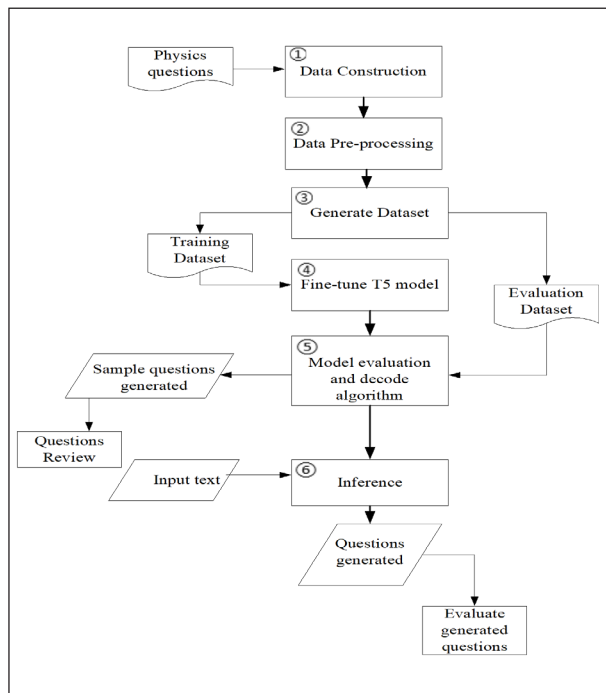 Physics
questions
①
Data Construction
②
Data Pre-processing
③
Generate Dataset
Training
Dataset
④
Fine-tune T5 model
Evaluation
Dataset
⑤
Model evaluation
and decode
algorithm
Sample questions
generated
Questions
Review
Input text
⑥
Inference
Questions
generated
Evaluate
generated
questions